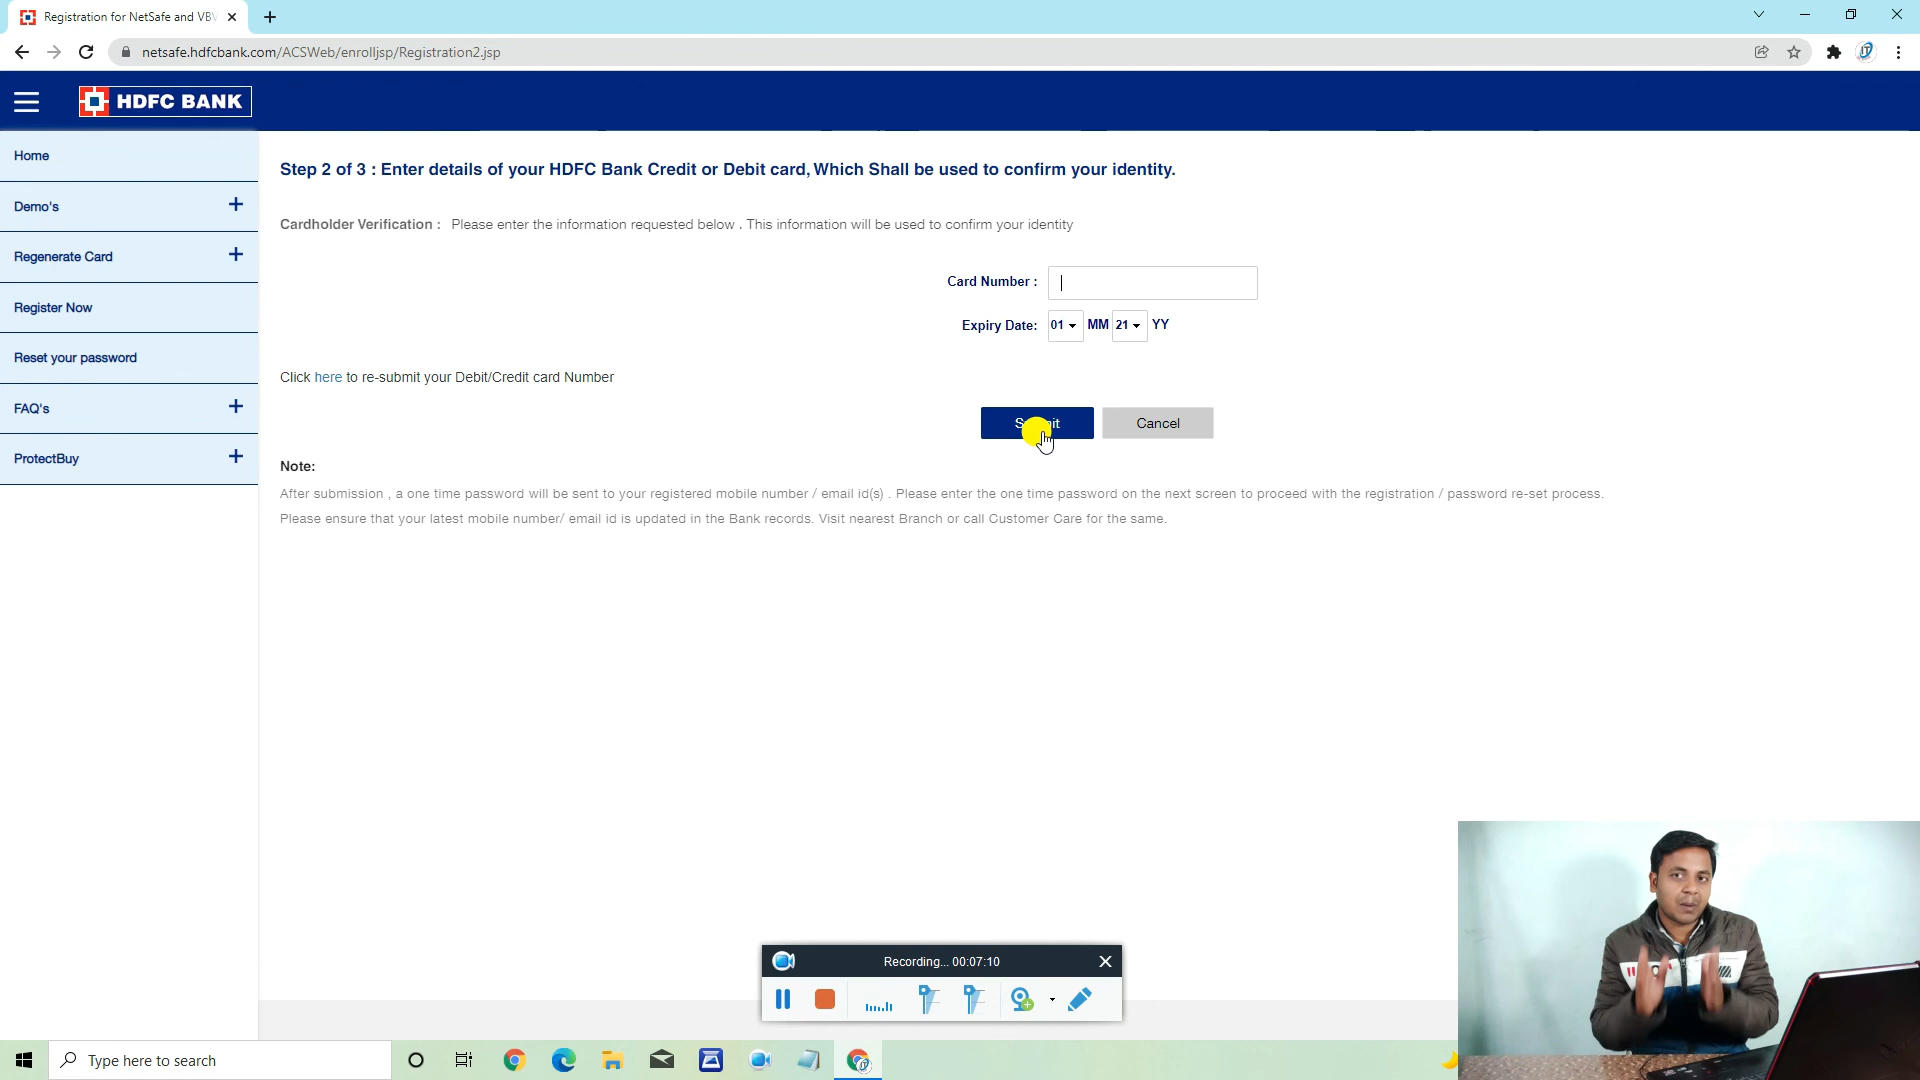 Registration for NetSafe and VBV
netsafe.hdfcbank.com/ACSWeb/enrolljsp/Registration2.jsp
HDFC BANK
Home
Demo's
Regenerate Card
Register Now
Reset your password
FAQ's
ProtectBuy
Step 2 of 3 : Enter details of your HDFC Bank Credit or Debit card, Which Shall be used to confirm your identity.
Cardholder Verification : Please enter the information requested below . This information will be used to confirm your identity
Card Number :
Expiry Date: 01 MM 21 YY
Click here to re-submit your Debit/Credit card Number
Submit Cancel
Note:
After submission , a one time password will be sent to your registered mobile number / email id(s) . Please enter the one time password on the next screen to proceed with the registration / password re-set process.
Please ensure that your latest mobile number/ email id is updated in the Bank records. Visit nearest Branch or call Customer Care for the same.
Recording... 00:07:10
Type here to search